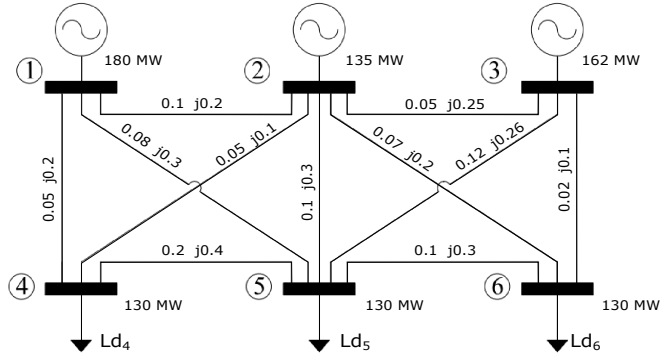 180 MW
135 MW
162 MW
1
2
3
0.1 j0.2
0.05 j0.25
0.08 j0.3
0.05 j0.1
0.07 j0.2
0.12 j0.26
0.05 j0.2
0.1 j0.3
0.02 j0.1
0.2 j0.4
0.1 j0.3
4
5
6
130 MW
130 MW
130 MW
Ld4
Ld5
Ld6